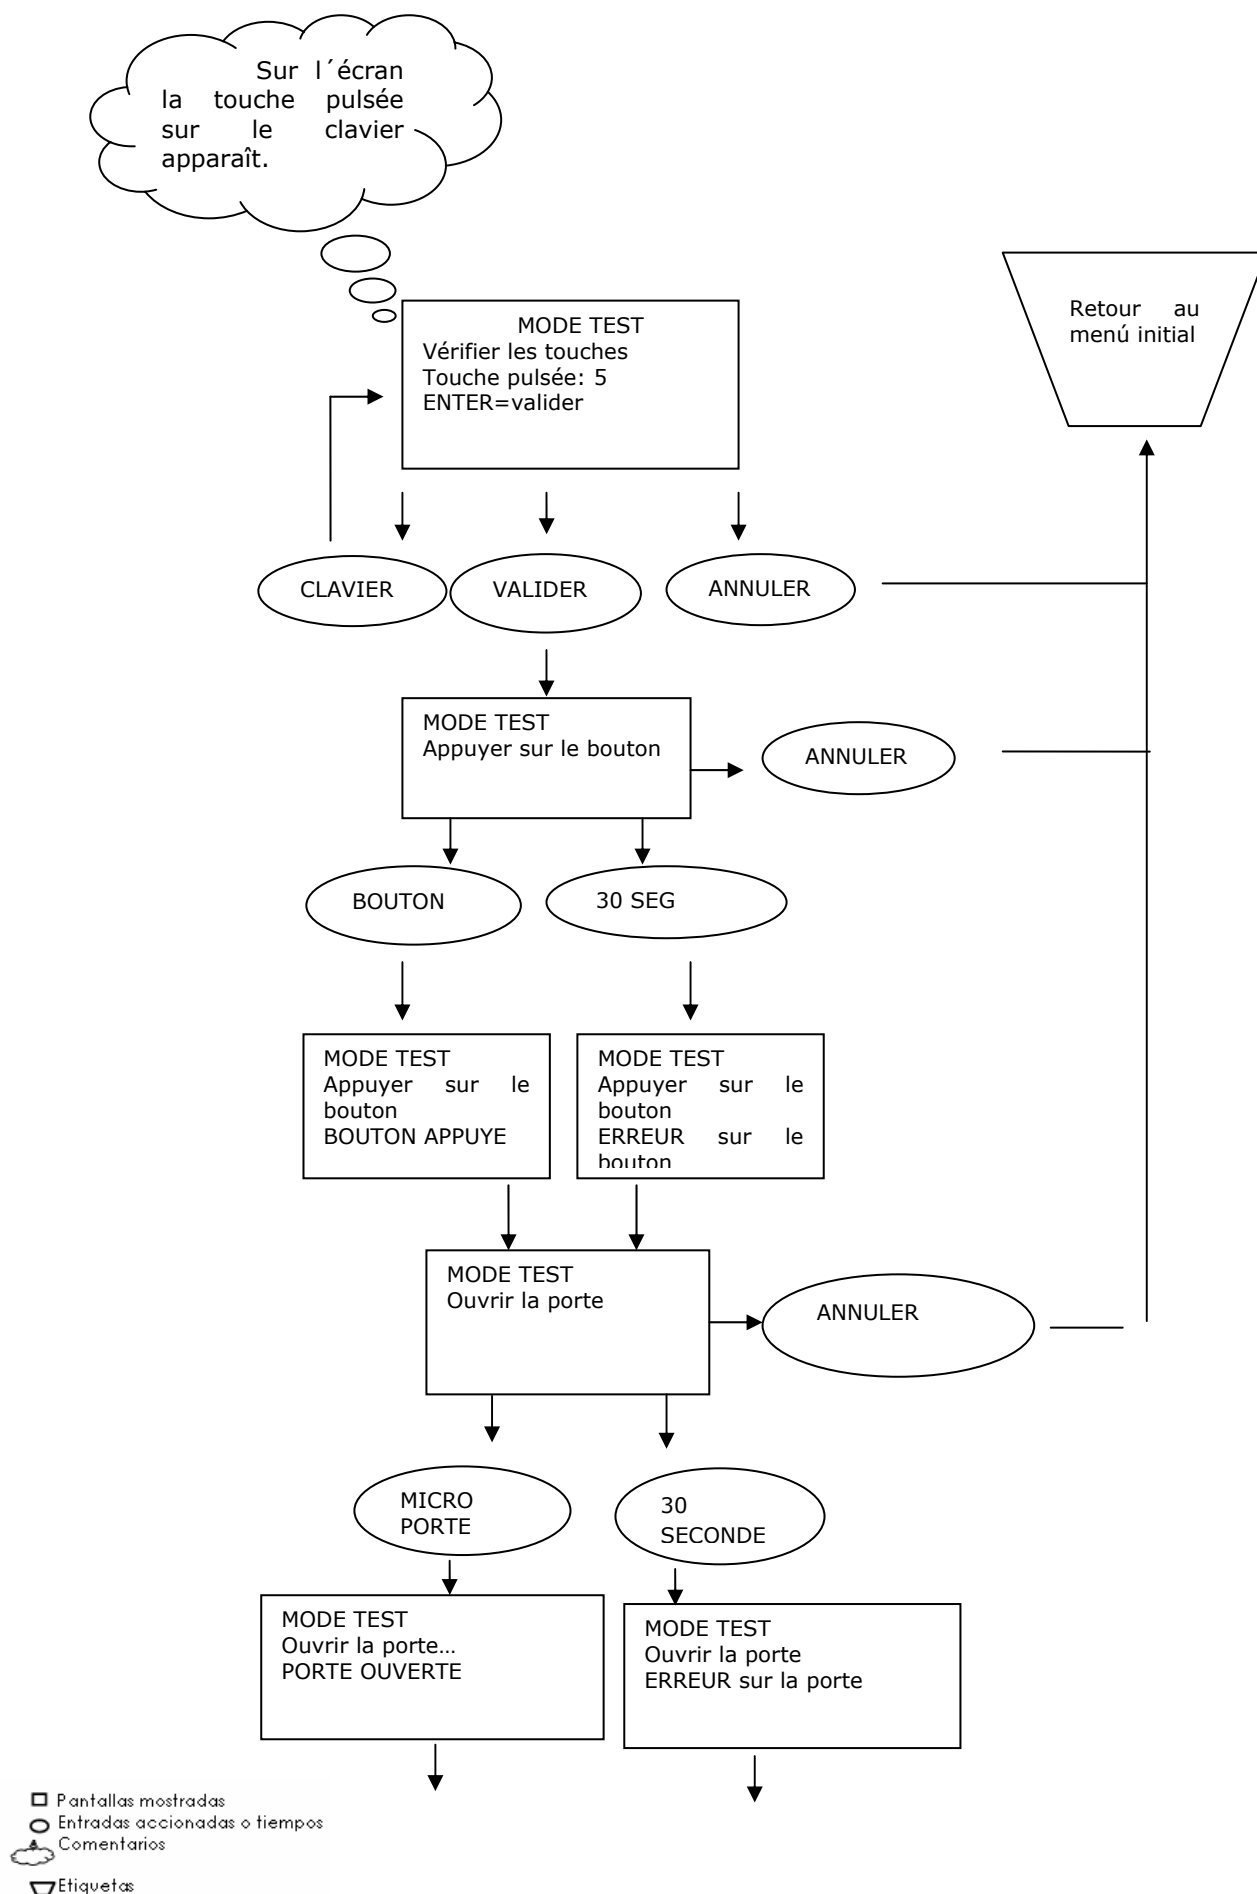 Sur l´écran
la touche pulsée
sur le clavier
apparaît.
Retour au
menú initial
MODE TEST
Vérifier les touches
Touche pulsée: 5
ENTER=valider
CLAVIER
VALIDER
ANNULER
MODE TEST
Appuyer sur le bouton
ANNULER
BOUTON
30 SEG
MODE TEST
Appuyer sur le
bouton
BOUTON APPUYE
MODE TEST
Appuyer sur le
bouton
ERREUR sur le
bouton
MODE TEST
Ouvrir la porte
ANNULER
MICRO
PORTE
30
SECONDE
MODE TEST
Ouvrir la porte…
PORTE OUVERTE
MODE TEST
Ouvrir la porte
ERREUR sur la porte
Pantallas mostradas
Entradas accionadas o tiempos
Comentarios
Etiquetas